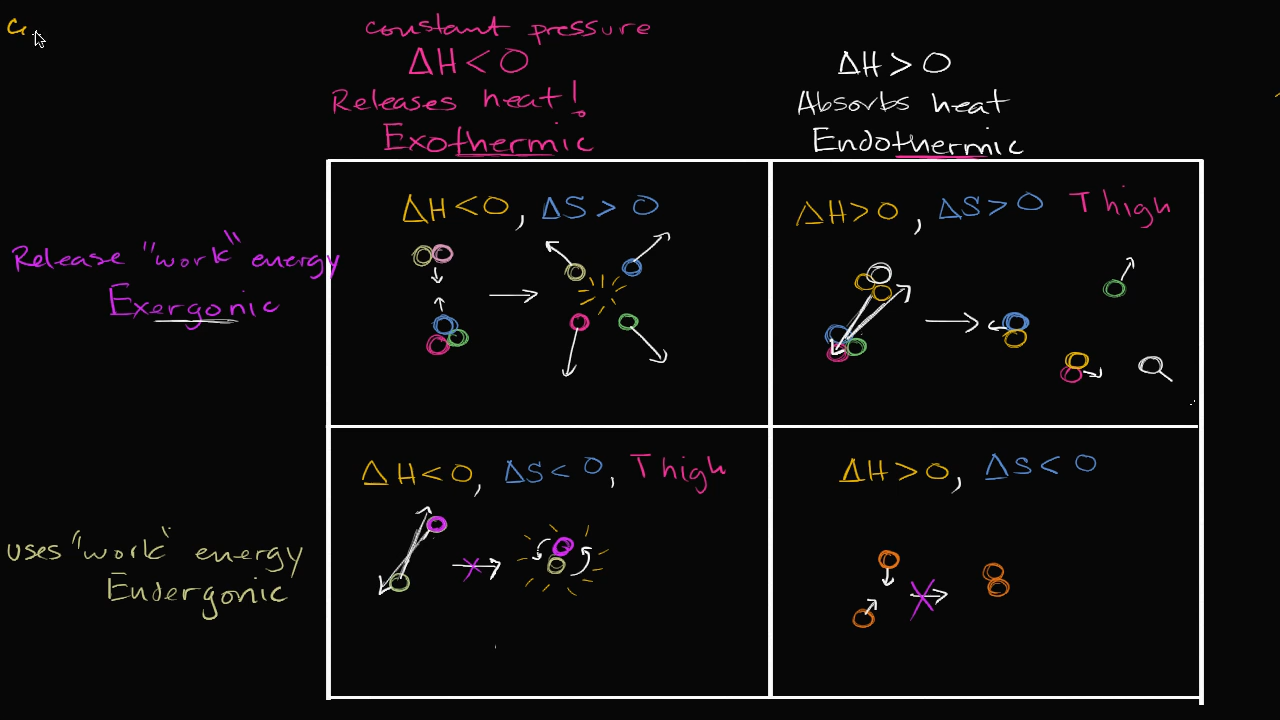 constant pressure
ΔH < 0
Releases heat!
Exothermic
ΔH > 0
Absorbs heat
Endothermic
Release "work" energy
Exergonic
ΔH < 0, ΔS > 0
ΔH > 0, ΔS > 0 T high
uses "work" energy
Endergonic
ΔH < 0, ΔS < 0, T high
ΔH > 0, ΔS < 0